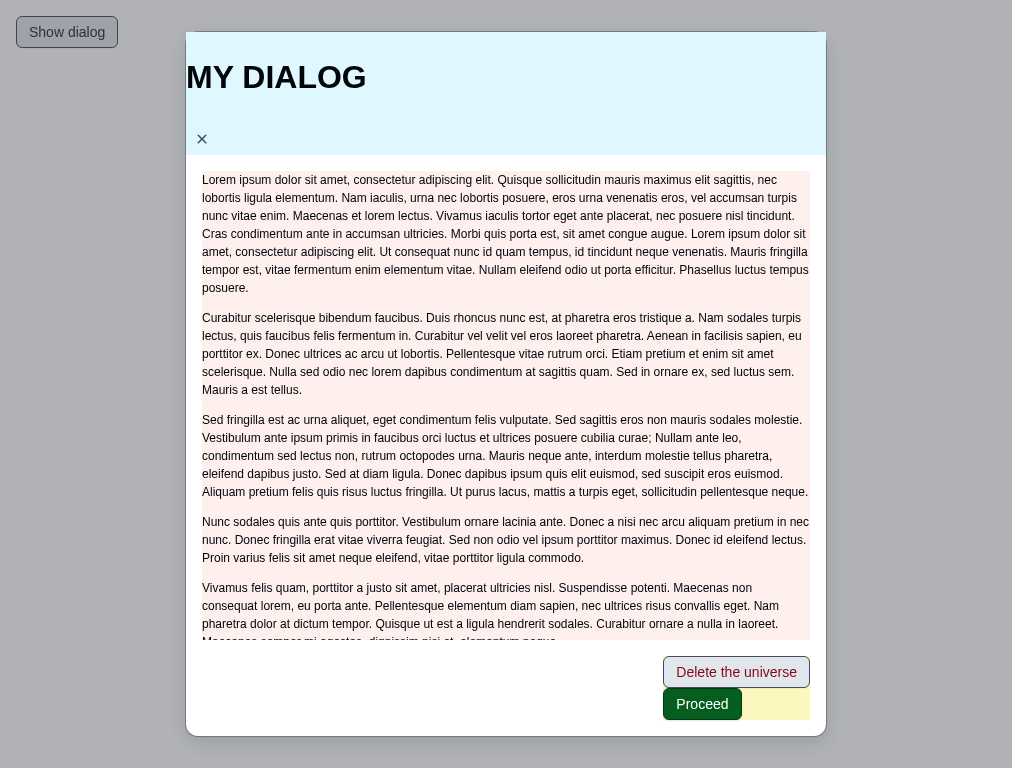 Show dialog
MY DIALOG
×
Lorem ipsum dolor sit amet, consectetur adipiscing elit. Quisque sollicitudin mauris maximus elit sagittis, nec
lobortis ligula elementum. Nam iaculis, urna nec lobortis posuere, eros urna venenatis eros, vel accumsan turpis
nunc vitae enim. Maecenas et lorem lectus. Vivamus iaculis tortor eget ante placerat, nec posuere nisl tincidunt.
Cras condimentum ante in accumsan ultricies. Morbi quis porta est, sit amet congue augue. Lorem ipsum dolor sit
amet, consectetur adipiscing elit. Ut consequat nunc id quam tempus, id tincidunt neque venenatis. Mauris fringilla
tempor est, vitae fermentum enim elementum vitae. Nullam eleifend odio ut porta efficitur. Phasellus luctus tempus
posuere.
Curabitur scelerisque bibendum faucibus. Duis rhoncus nunc est, at pharetra eros tristique a. Nam sodales turpis
lectus, quis faucibus felis fermentum in. Curabitur vel velit vel eros laoreet pharetra. Aenean in facilisis sapien, eu
porttitor ex. Donec ultrices ac arcu ut lobortis. Pellentesque vitae rutrum orci. Etiam pretium et enim sit amet
scelerisque. Nulla sed odio nec lorem dapibus condimentum at sagittis quam. Sed in ornare ex, sed luctus sem.
Mauris a est tellus.
Sed fringilla est ac urna aliquet, eget condimentum felis vulputate. Sed sagittis eros non mauris sodales molestie.
Vestibulum ante ipsum primis in faucibus orci luctus et ultrices posuere cubilia curae; Nullam ante leo,
condimentum sed lectus non, rutrum octopodes urna. Mauris neque ante, interdum molestie tellus pharetra,
eleifend dapibus justo. Sed at diam ligula. Donec dapibus ipsum quis elit euismod, sed suscipit eros euismod.
Aliquam pretium felis quis risus luctus fringilla. Ut purus lacus, mattis a turpis eget, sollicitudin pellentesque neque.
Nunc sodales quis ante quis porttitor. Vestibulum ornare lacinia ante. Donec a nisi nec arcu aliquam pretium in nec
nunc. Donec fringilla erat vitae viverra feugiat. Sed non odio vel ipsum porttitor maximus. Donec id eleifend lectus.
Proin varius felis sit amet neque eleifend, vitae porttitor ligula commodo.
Vivamus felis quam, porttitor a justo sit amet, placerat ultricies nisl. Suspendisse potenti. Maecenas non
consequat lorem, eu porta ante. Pellentesque elementum diam sapien, nec ultrices risus convallis eget. Nam
pharetra dolor at dictum tempor. Quisque ut est a ligula hendrerit sodales. Curabitur ornare a nulla in laoreet.
Delete the universe
Proceed